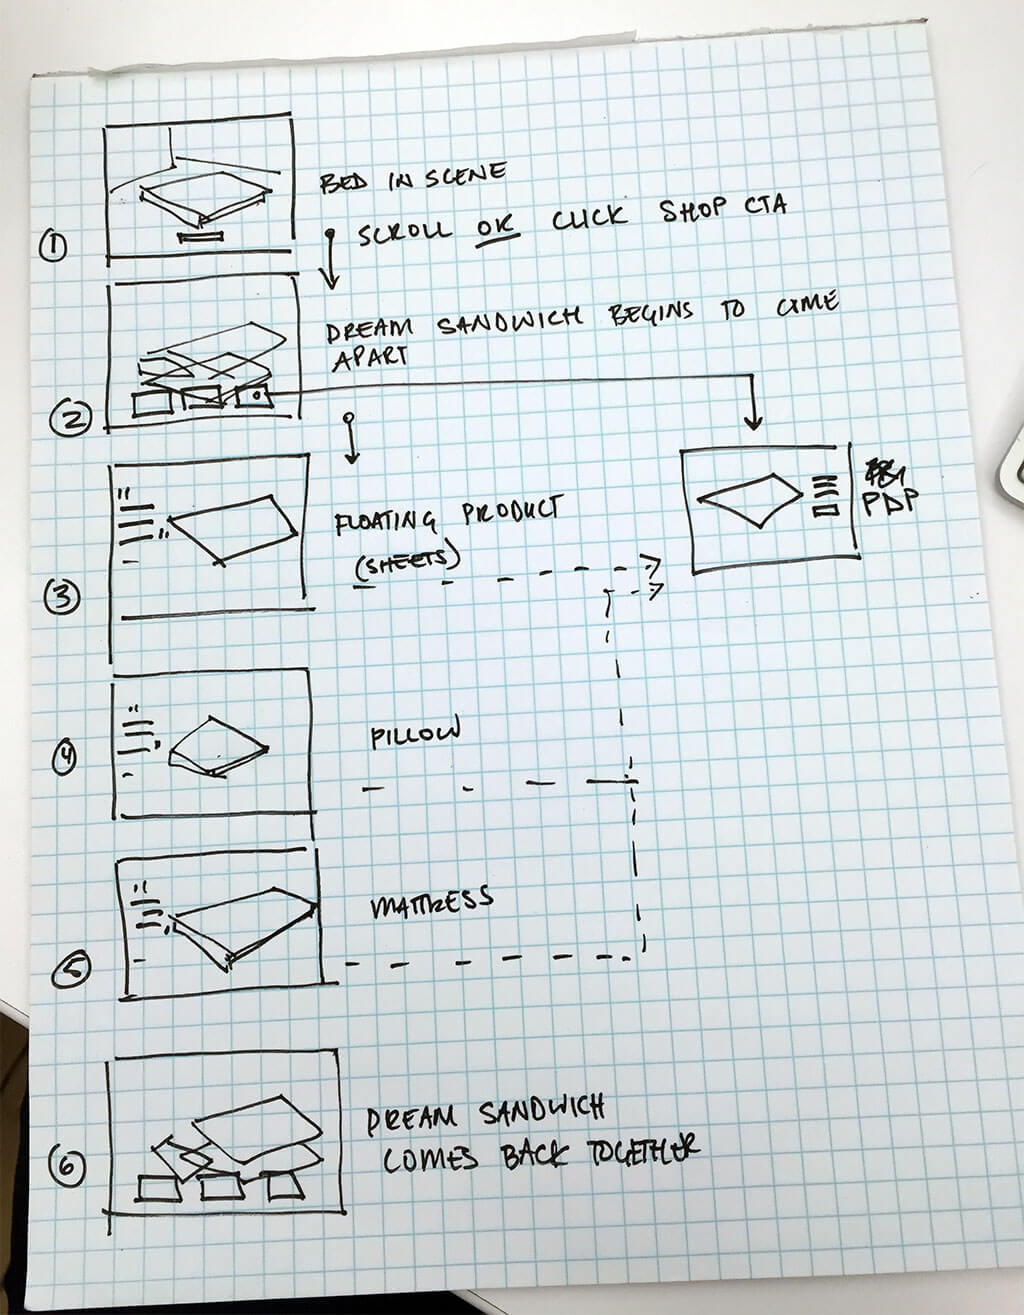 1
BED IN SCENE
SCROLL OR CLICK SHOP CTA
2
DREAM SANDWICH BEGINS TO COME
APART
3
FLOATING PRODUCT
(SHEETS)
PDP
4
PILLOW
5
MATTRESS
6
DREAM SANDWICH
COMES BACK TOGETHER